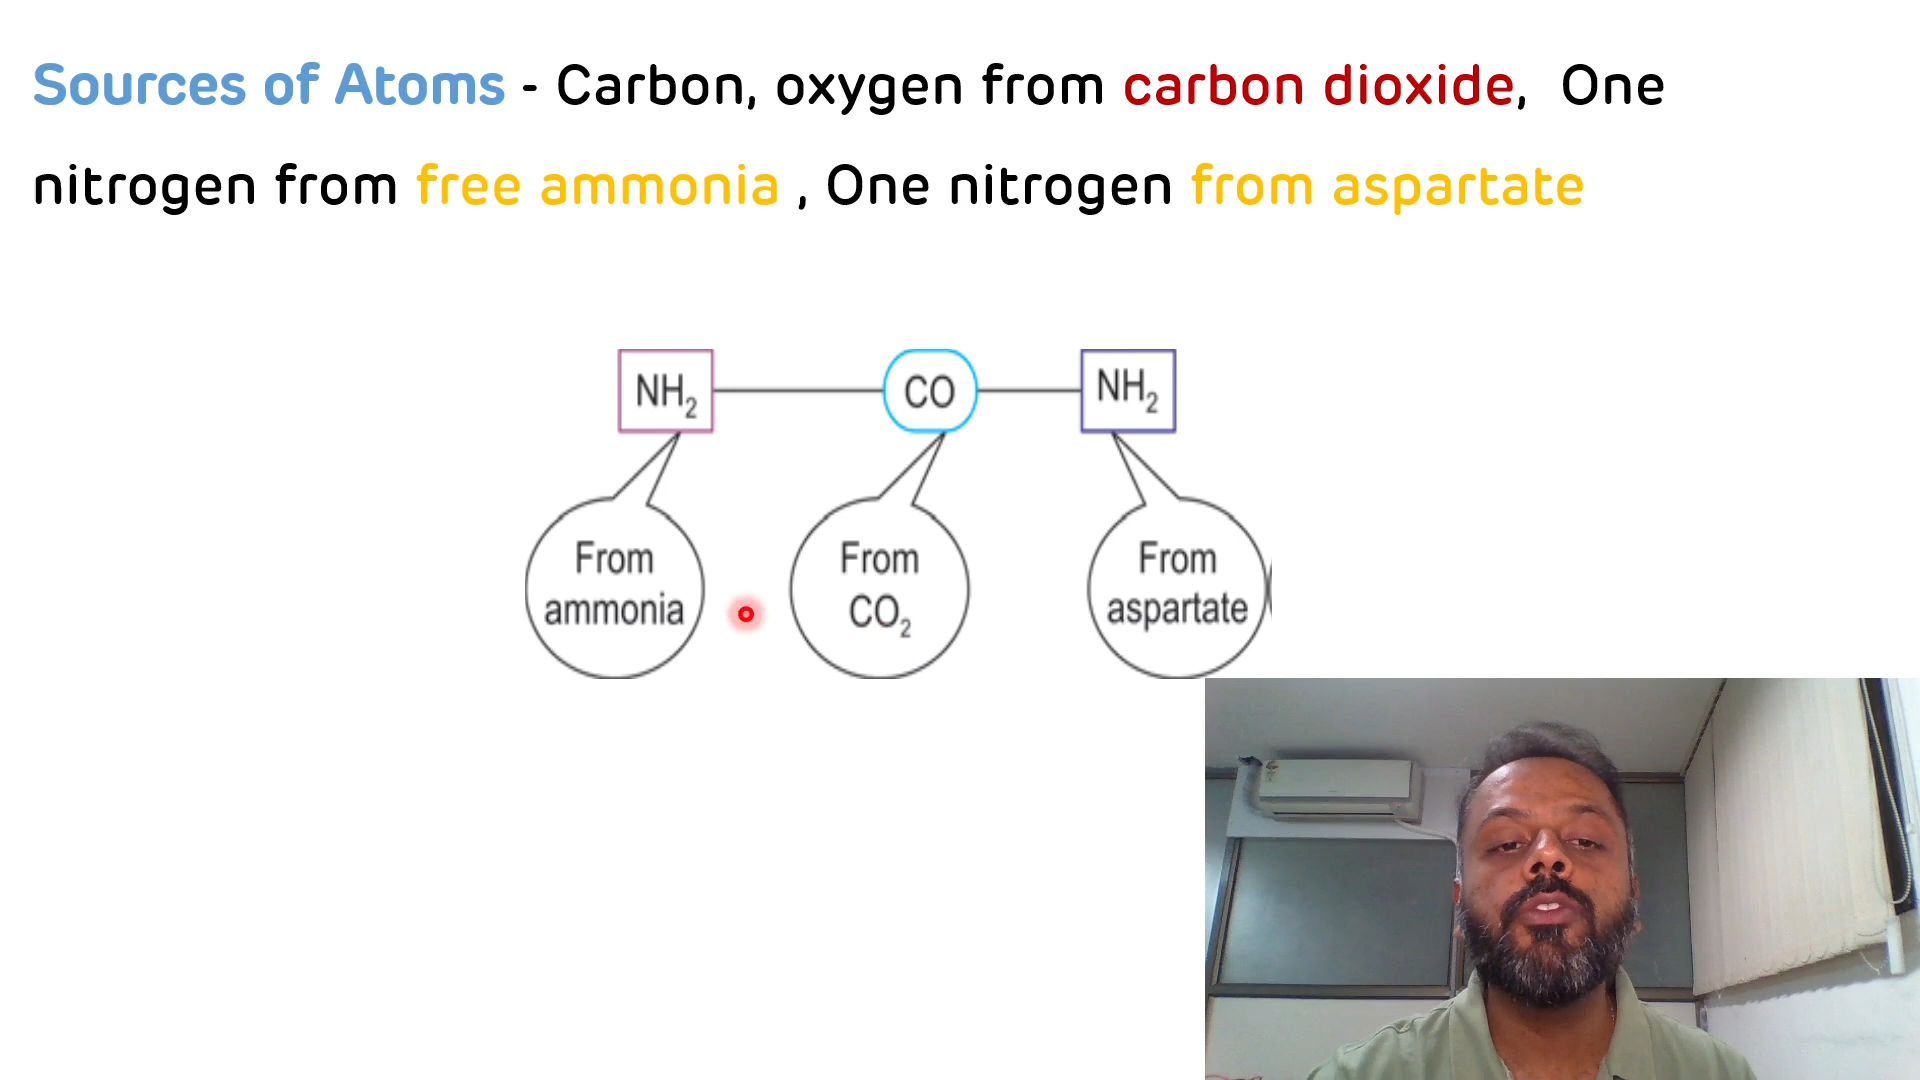 Sources of Atoms - Carbon, oxygen from carbon dioxide, One
nitrogen from free ammonia , One nitrogen from aspartate
NH₂ CO NH₂
From From From
ammonia CO₂ aspartate